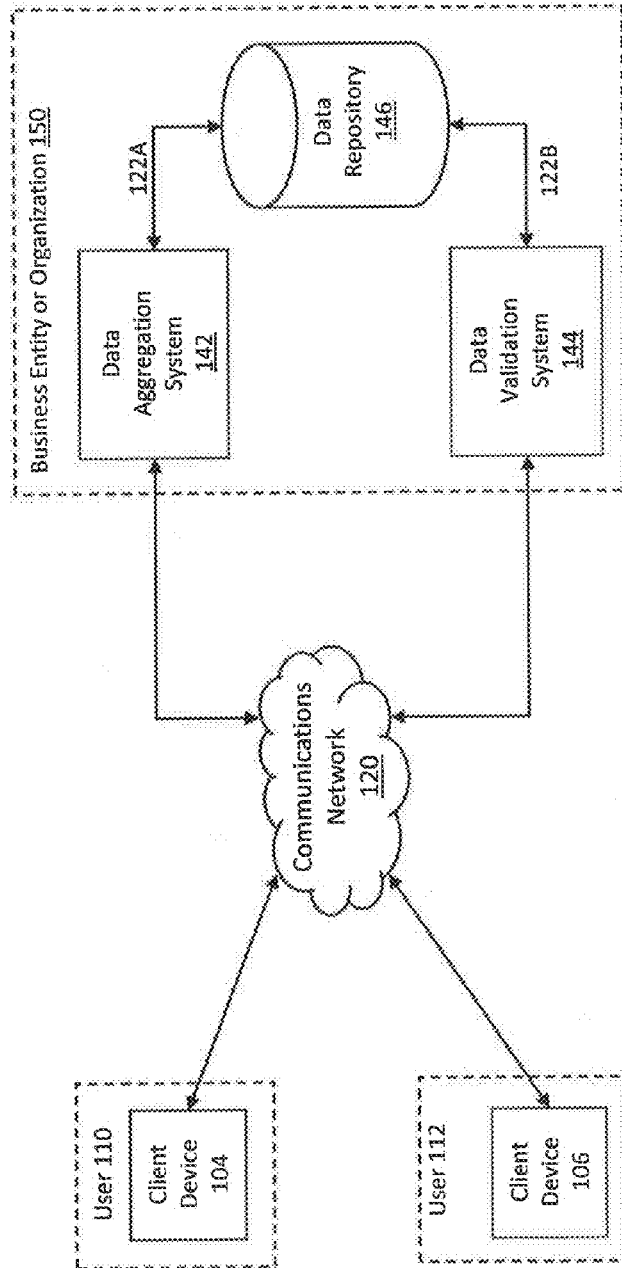 User 110
Client
Device
104
User 112
Client
Device
106
Communications
Network
120
Business Entity or Organization 150
Data
Aggregation
System
142
122A
Data
Repository
146
Data
Validation
System
144
122B